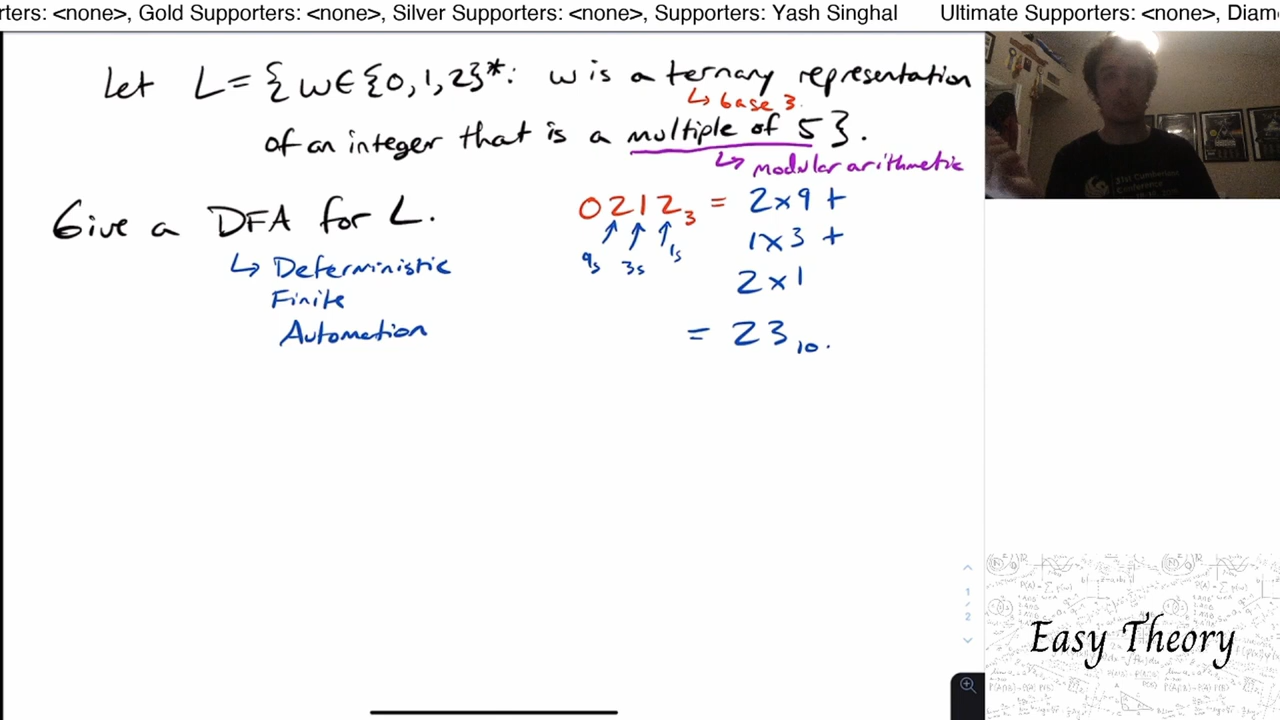 rters: <none>, Gold Supporters: <none>, Silver Supporters: <none>, Supporters: Yash Singhal Ultimate Supporters: <none>, Diam
Let L = { w ∈ {0,1,2}*: w is a ternary representation
↳ base 3.
of an integer that is a multiple of 5 }.
↳ modular arithmetic
Give a DFA for L.
↳ Deterministic
Finite
Automation
0212₃ = 2×9 +
1×3 +
2×1
9s 3s 1s
= 23₁₀.
1
/
2
Easy Theory